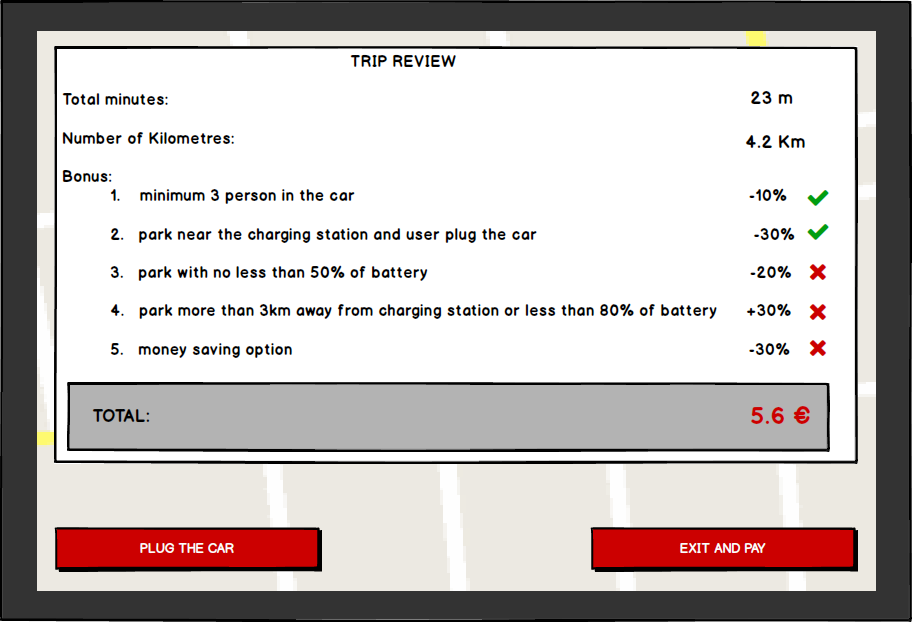 TRIP REVIEW
Total minutes: 23 m
Number of Kilometres: 4.2 Km
Bonus:
1. minimum 3 person in the car -10%
2. park near the charging station and user plug the car -30%
3. park with no less than 50% of battery -20%
4. park more than 3km away from charging station or less than 80% of battery +30%
5. money saving option -30%
TOTAL: 5.6 €
PLUG THE CAR EXIT AND PAY